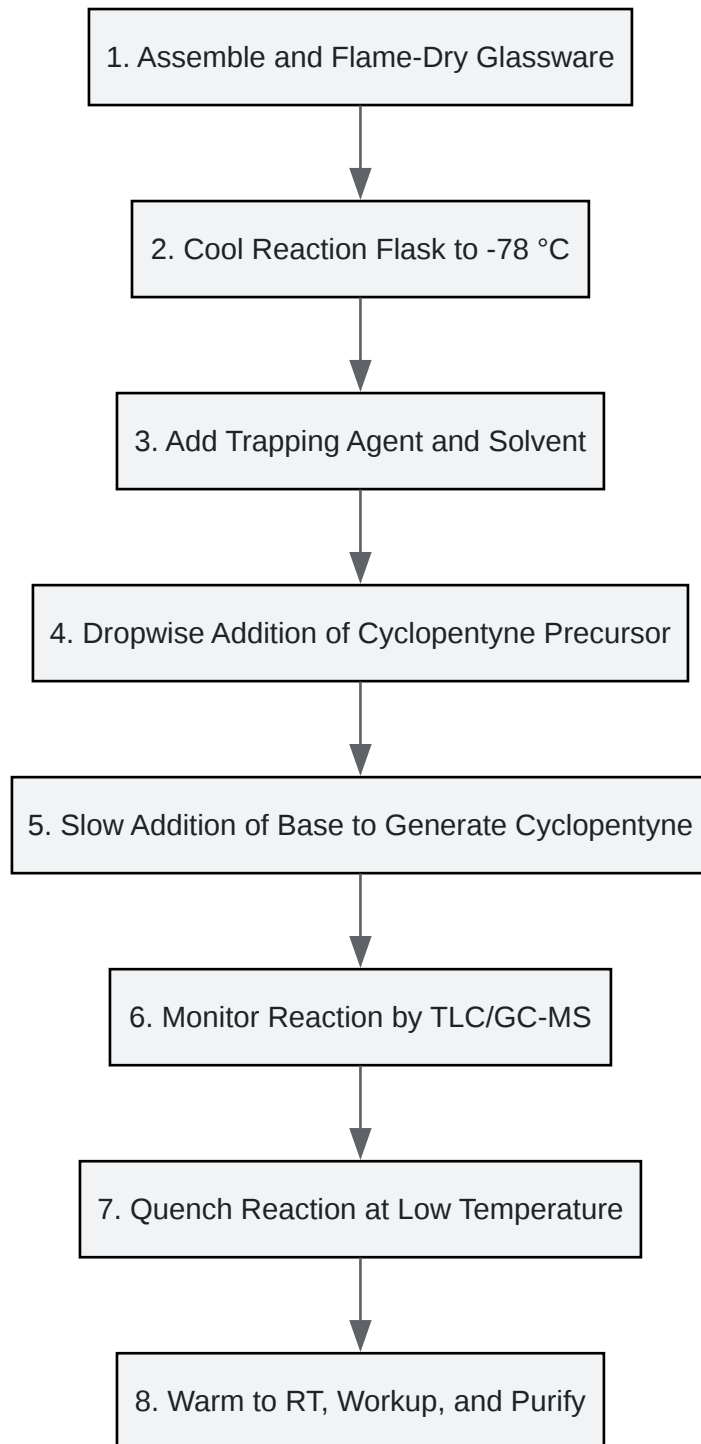 1. Assemble and Flame-Dry Glassware
2. Cool Reaction Flask to -78 °C
3. Add Trapping Agent and Solvent
4. Dropwise Addition of Cyclopentyne Precursor
5. Slow Addition of Base to Generate Cyclopentyne
6. Monitor Reaction by TLC/GC-MS
7. Quench Reaction at Low Temperature
8. Warm to RT, Workup, and Purify